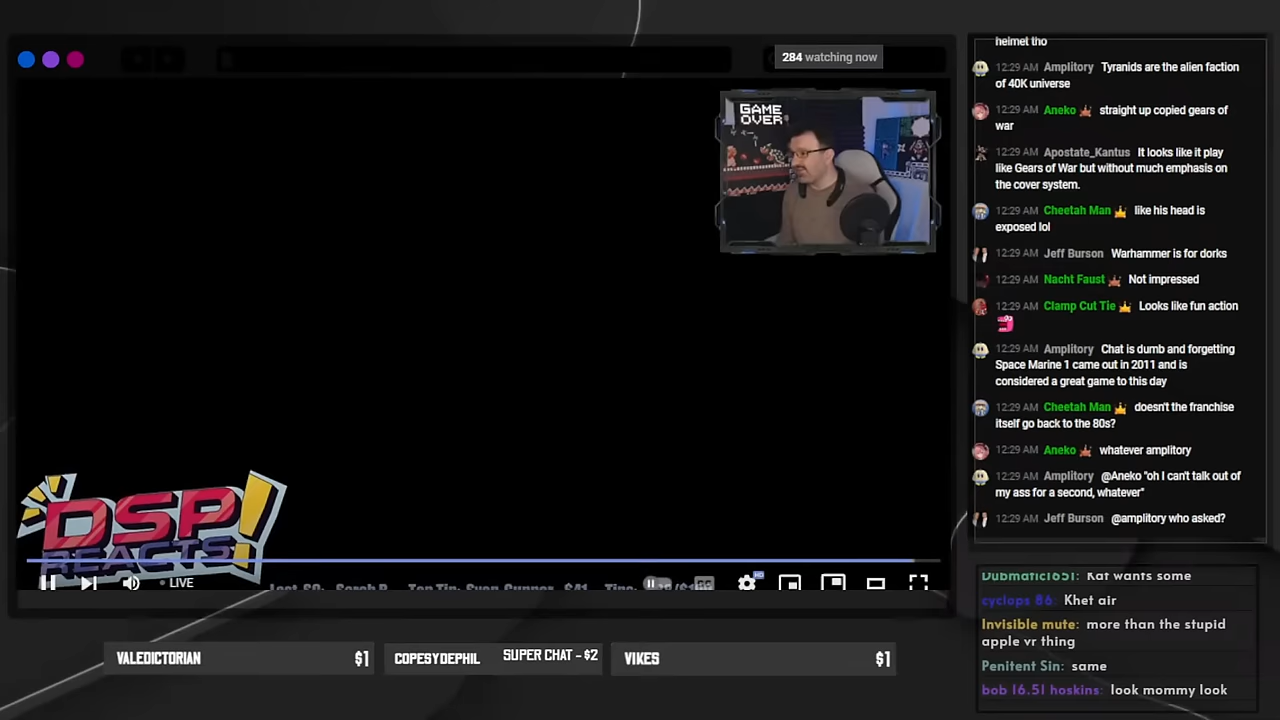 284 watching now
GAME
OVER
DSP
REACTS!
LIVE
HD
VALEDICTORIAN $1
COPESYDEPHIL SUPER CHAT - $2
VIKES $1
helmet tho
12:29 AM Amplitory Tyranids are the alien faction
of 40K universe
12:29 AM Aneko straight up copied gears of
war
12:29 AM Apostate_Kantus It looks like it play
like Gears of War but without much emphasis on
the cover system.
12:29 AM Cheetah Man like his head is
exposed lol
12:29 AM Jeff Burson Warhammer is for dorks
12:29 AM Nacht Faust Not impressed
12:29 AM Clamp Cut Tie Looks like fun action
12:29 AM Amplitory Chat is dumb and forgetting
Space Marine 1 came out in 2011 and is
considered a great game to this day
12:29 AM Cheetah Man doesn't the franchise
itself go back to the 80s?
12:29 AM Aneko whatever amplitory
12:29 AM Amplitory @Aneko "oh I can't talk out of
my ass for a second, whatever"
12:29 AM Jeff Burson @amplitory who asked?
Dubmatic1651: Kat wants some
cyclops 86: Khet air
Invisible mute: more than the stupid
apple vr thing
Penitent Sin: same
bob 16.51 hoskins: look mommy look